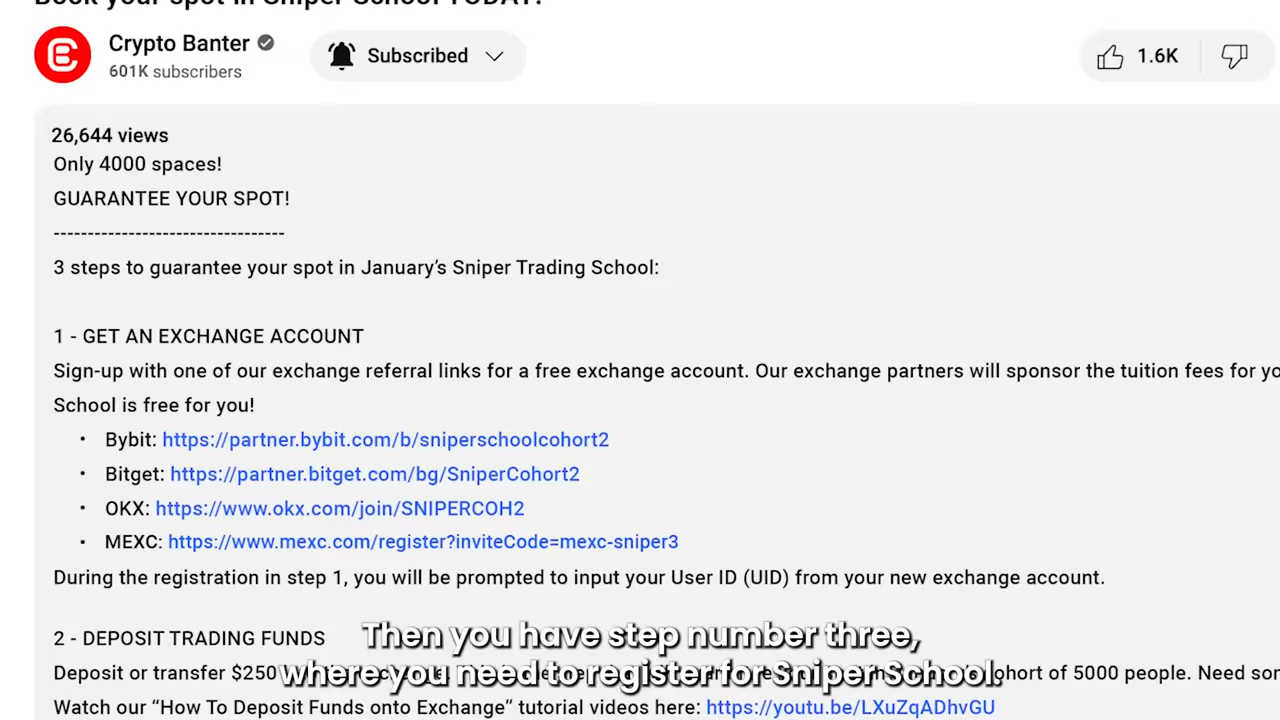 Book your spot in Sniper School TODAY!
Crypto Banter
601K subscribers
Subscribed
1.6K
26,644 views
Only 4000 spaces!
GUARANTEE YOUR SPOT!
----------------------------------
3 steps to guarantee your spot in January's Sniper Trading School:
1 - GET AN EXCHANGE ACCOUNT
Sign-up with one of our exchange referral links for a free exchange account. Our exchange partners will sponsor the tuition fees for yo
School is free for you!
• Bybit: https://partner.bybit.com/b/sniperschoolcohort2
• Bitget: https://partner.bitget.com/bg/SniperCohort2
• OKX: https://www.okx.com/join/SNIPERCOH2
• MEXC: https://www.mexc.com/register?inviteCode=mexc-sniper3
During the registration in step 1, you will be prompted to input your User ID (UID) from your new exchange account.
2 - DEPOSIT TRADING FUNDS
Then you have step number three,
where you need to register for Sniper School.
Deposit or transfer $250 cohort of 5000 people. Need som
Watch our “How To Deposit Funds onto Exchange” tutorial videos here: https://youtu.be/LXuZqADhvGU